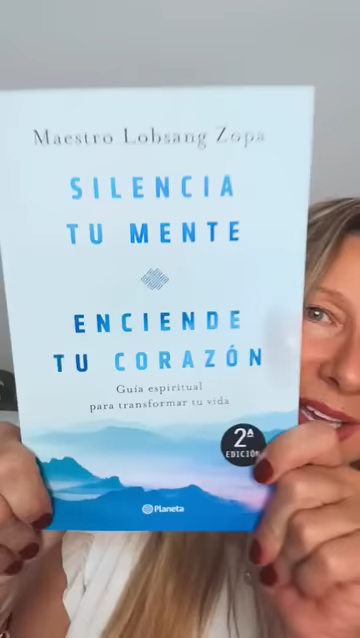 Maestro Lobsang Zopa
SILENCIA
TU MENTE
ENCIENDE
TU CORAZÓN
Guía espiritual
para transformar tu vida
2ª
EDICIÓN
Planeta